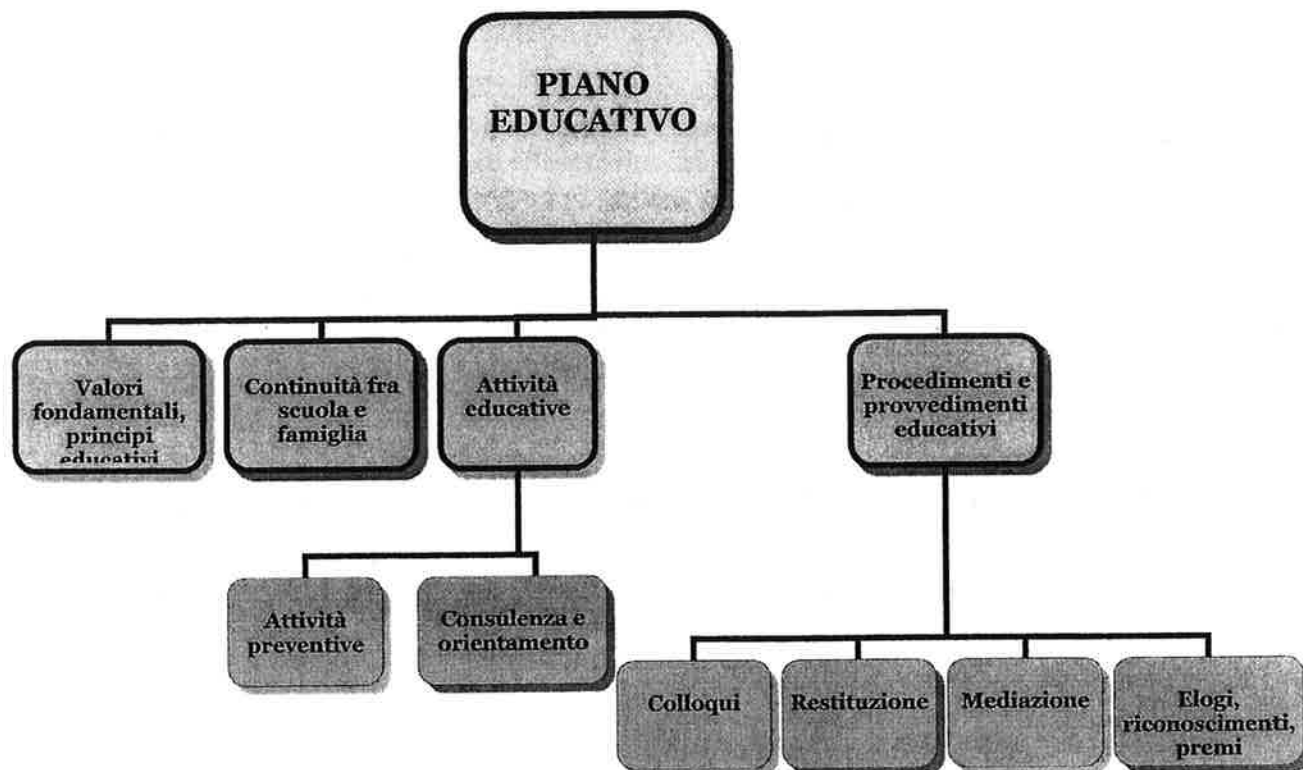 PIANO
EDUCATIVO
Valori
fondamentali,
principi
educativi
Continuità fra
scuola e
famiglia
Attività
educative
Procedimenti e
provvedimenti
educativi
Attività
preventive
Consulenza e
orientamento
Colloqui
Restituzione
Mediazione
Elogi,
riconoscimenti,
premi